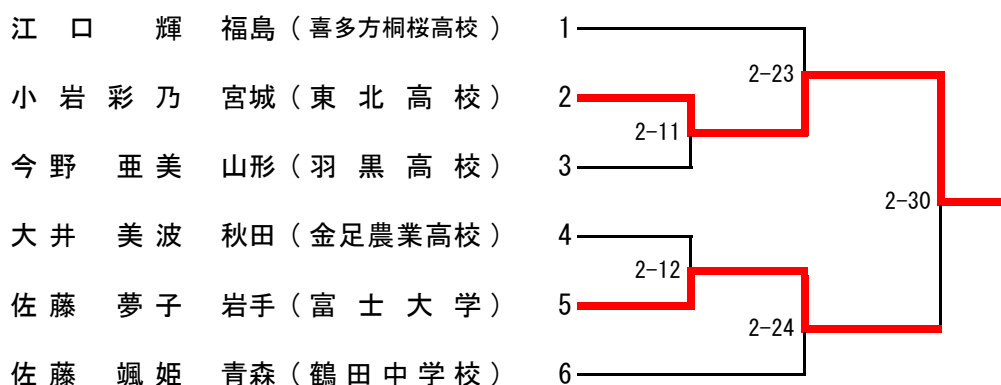 江口 輝 福島（喜多方桐桜高校） 1
2-23
小岩彩乃 宮城（東北高校） 2
2-11
今野 亜美 山形（羽黒高校） 3
2-30
大井 美波 秋田（金足農業高校） 4
2-12
佐藤 夢子 岩手（富士大学） 5
2-24
佐藤 颯姫 青森（鶴田中学校） 6